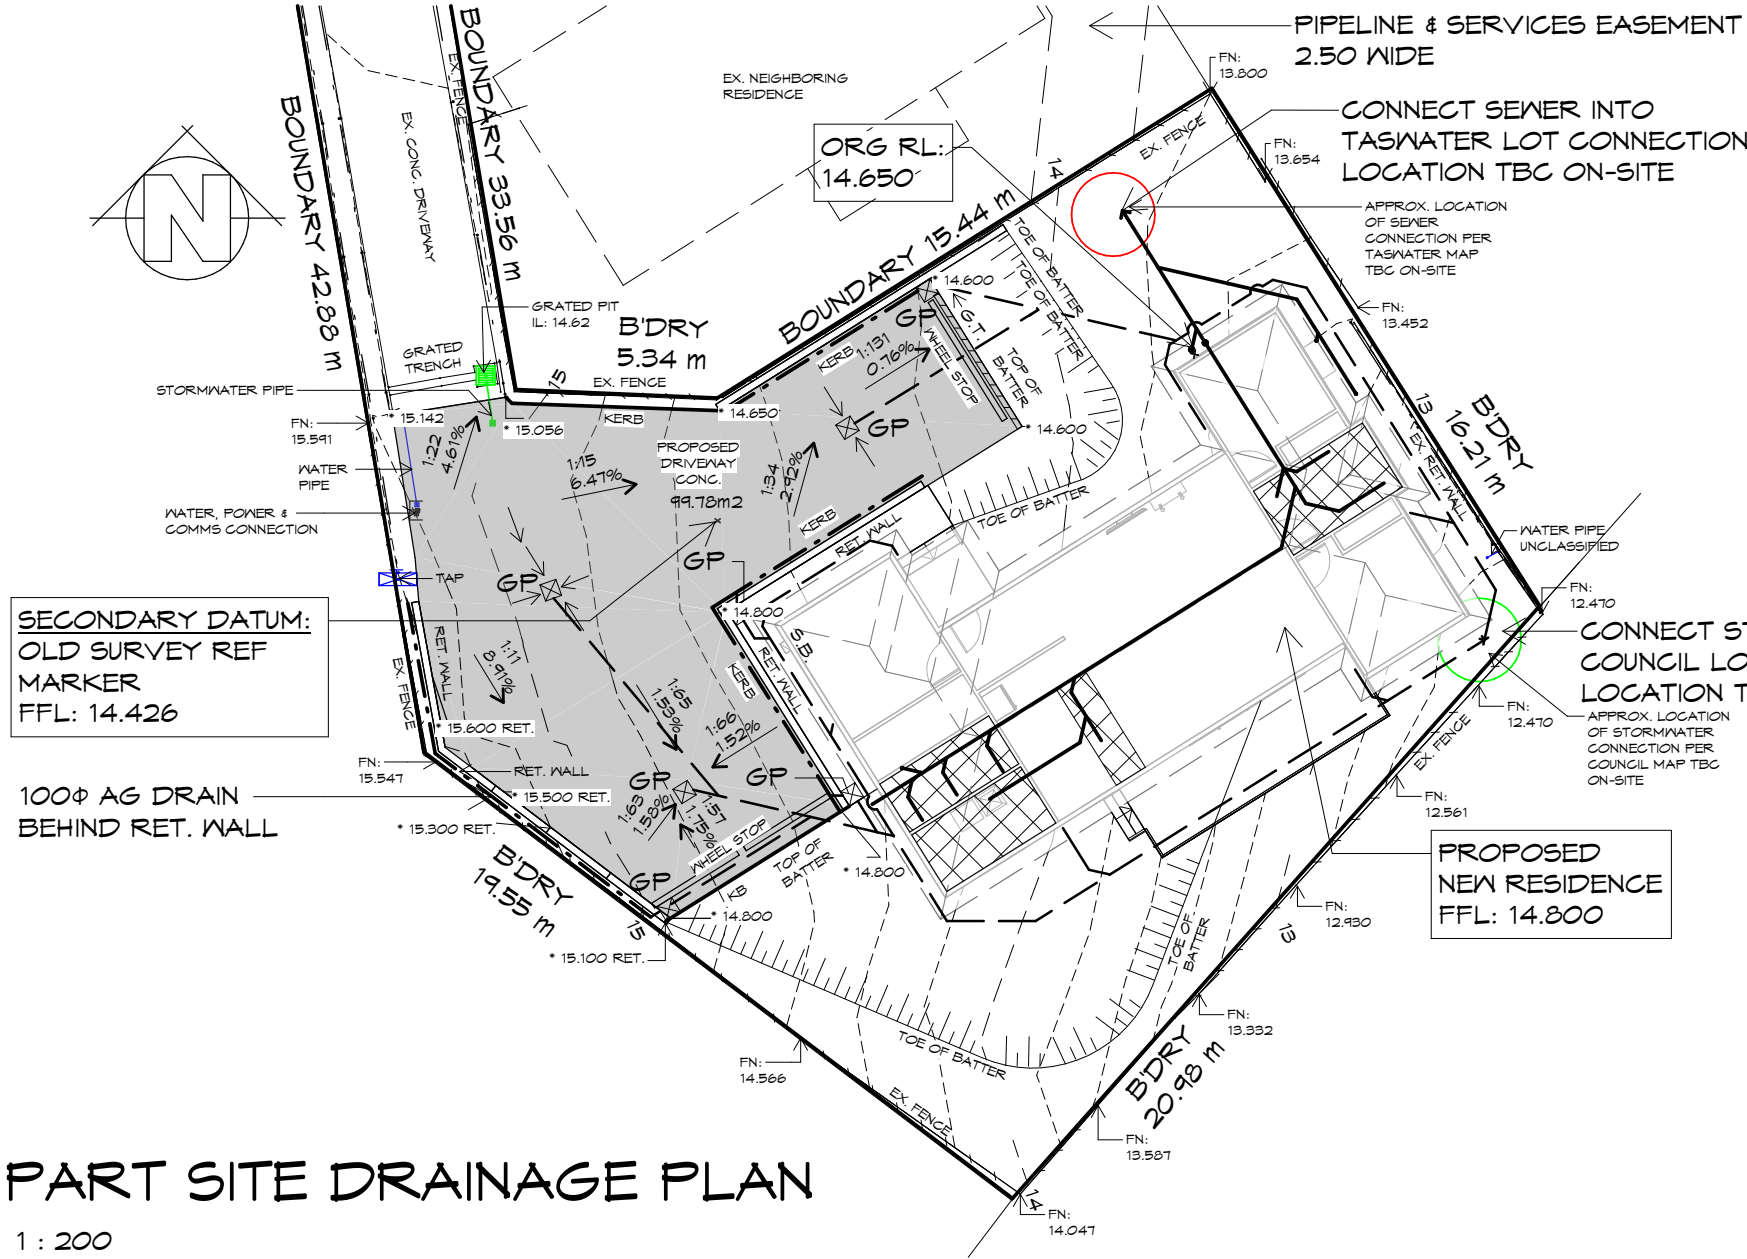 PIPELINE & SERVICES EASEMENT
2.50 WIDE
EX. NEIGHBORING
RESIDENCE
FN:
13.800
BOUNDARY 33.56 m
EX. FENCE
BOUNDARY 42.88 m
EX. CONC. DRIVEWAY
N
ORG RL:
14.650
EX. FENCE
14
CONNECT SEWER INTO
TASWATER LOT CONNECTION
LOCATION TBC ON-SITE
FN:
13.654
APPROX. LOCATION
OF SEWER
CONNECTION PER
TASWATER MAP
TBC ON-SITE
FN:
13.452
BOUNDARY 15.44 m
TOE OF BATTER
TOE OF BATTER
* 14.600
GRATED PIT
IL: 14.62
B'DRY
5.34 m
GRATED
TRENCH
EX. FENCE
15
KERB
KERB
1:131
0.76%
GP
G.T.
WHEEL STOP
TOP OF
BATTER
STORMWATER PIPE
FN:
15.591
* 15.142
* 15.056
* 14.650
* 14.600
GP
1:22
4.61%
1:15
6.47%
PROPOSED
DRIVEWAY
CONC.
99.78m2
1:34
2.92%
KERB
WATER
PIPE
WATER, POWER &
COMMS CONNECTION
TAP
RET. WALL
TOE OF BATTER
13
EX. RET. WALL
B'DRY
16.21 m
WATER PIPE
UNCLASSIFIED
FN:
12.470
GP
GP
* 14.800
SECONDARY DATUM:
OLD SURVEY REF
MARKER
FFL: 14.426
EX. FENCE
RET. WALL
1:11
8.91%
S.B.
RET. WALL
KERB
1:65
1.53%
1:66
1.52%
CONNECT ST
COUNCIL LO
LOCATION T
FN:
12.470
APPROX. LOCATION
OF STORMWATER
CONNECTION PER
COUNCIL MAP TBC
ON-SITE
EX. FENCE
* 15.600 RET.
FN:
15.547
RET. WALL
* 15.500 RET.
* 15.300 RET.
100Φ AG DRAIN
BEHIND RET. WALL
GP
GP
1:63
1.58%
1:57
1.75%
WHEEL STOP
TOP OF
BATTER
* 14.800
FN:
12.561
PROPOSED
NEW RESIDENCE
FFL: 14.800
B'DRY
19.55 m
GP
KB
* 14.800
15
* 15.100 RET.
FN:
12.930
13
TOE OF
BATTER
FN:
13.332
TOE OF BATTER
FN:
14.566
B'DRY
20.98 m
EX. FENCE
FN:
13.587
14
FN:
14.047
PART SITE DRAINAGE PLAN
1 : 200